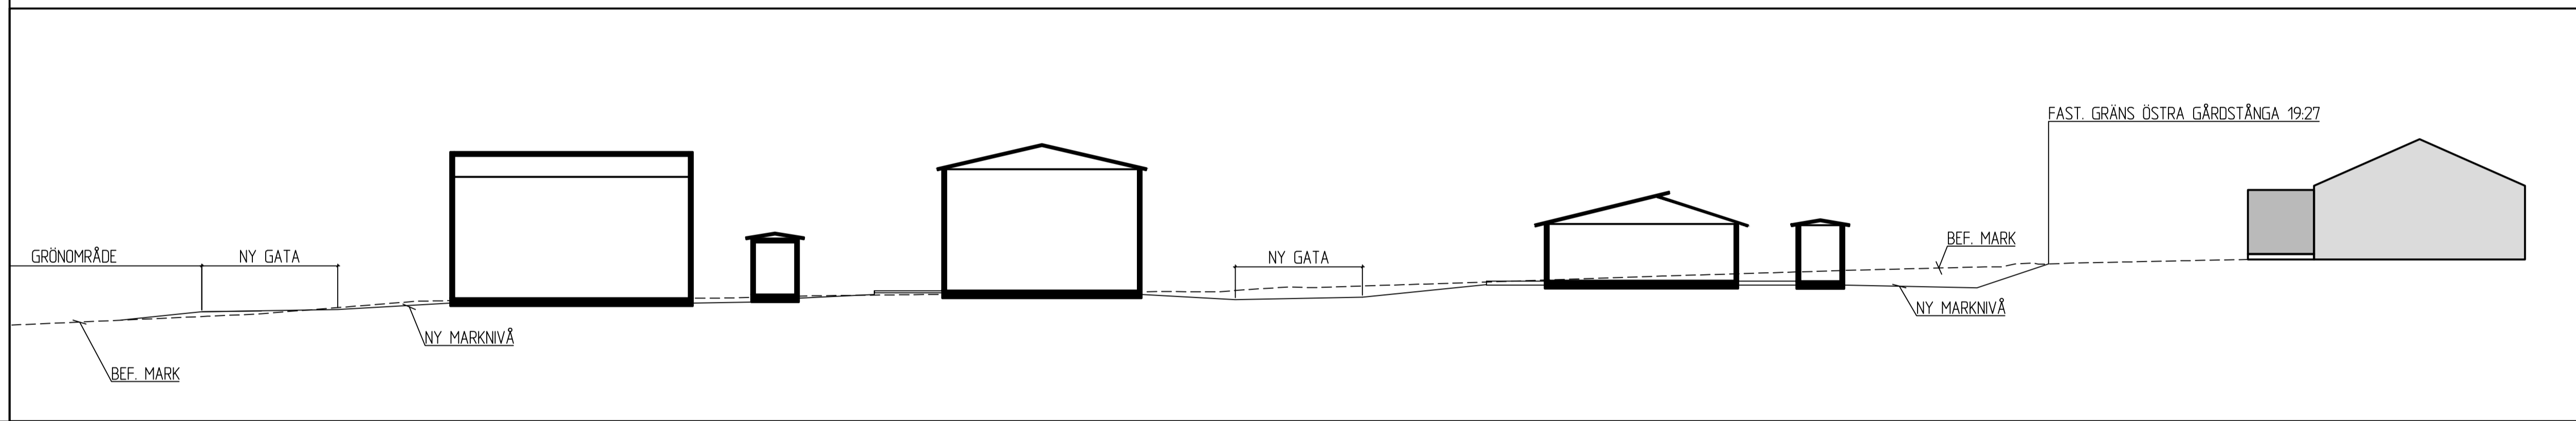 FAST. GRÄNS ÖSTRA GÅRDSTÅNGA 19:27
BEF. MARK
GRÖNOMRÅDE
NY GATA
NY GATA
NY MARKNIVÅ
NY MARKNIVÅ
BEF. MARK